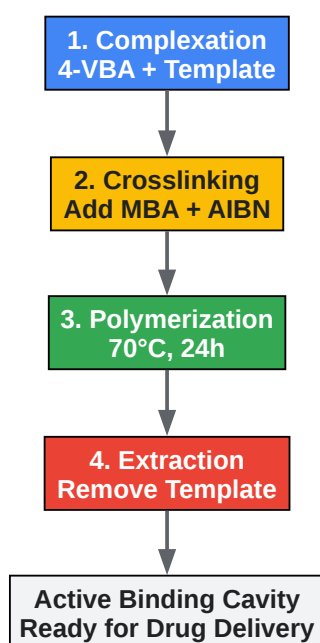 1. Complexation
4-VBA + Template
2. Crosslinking
Add MBA + AIBN
3. Polymerization
70°C, 24h
4. Extraction
Remove Template
Active Binding Cavity
Ready for Drug Delivery